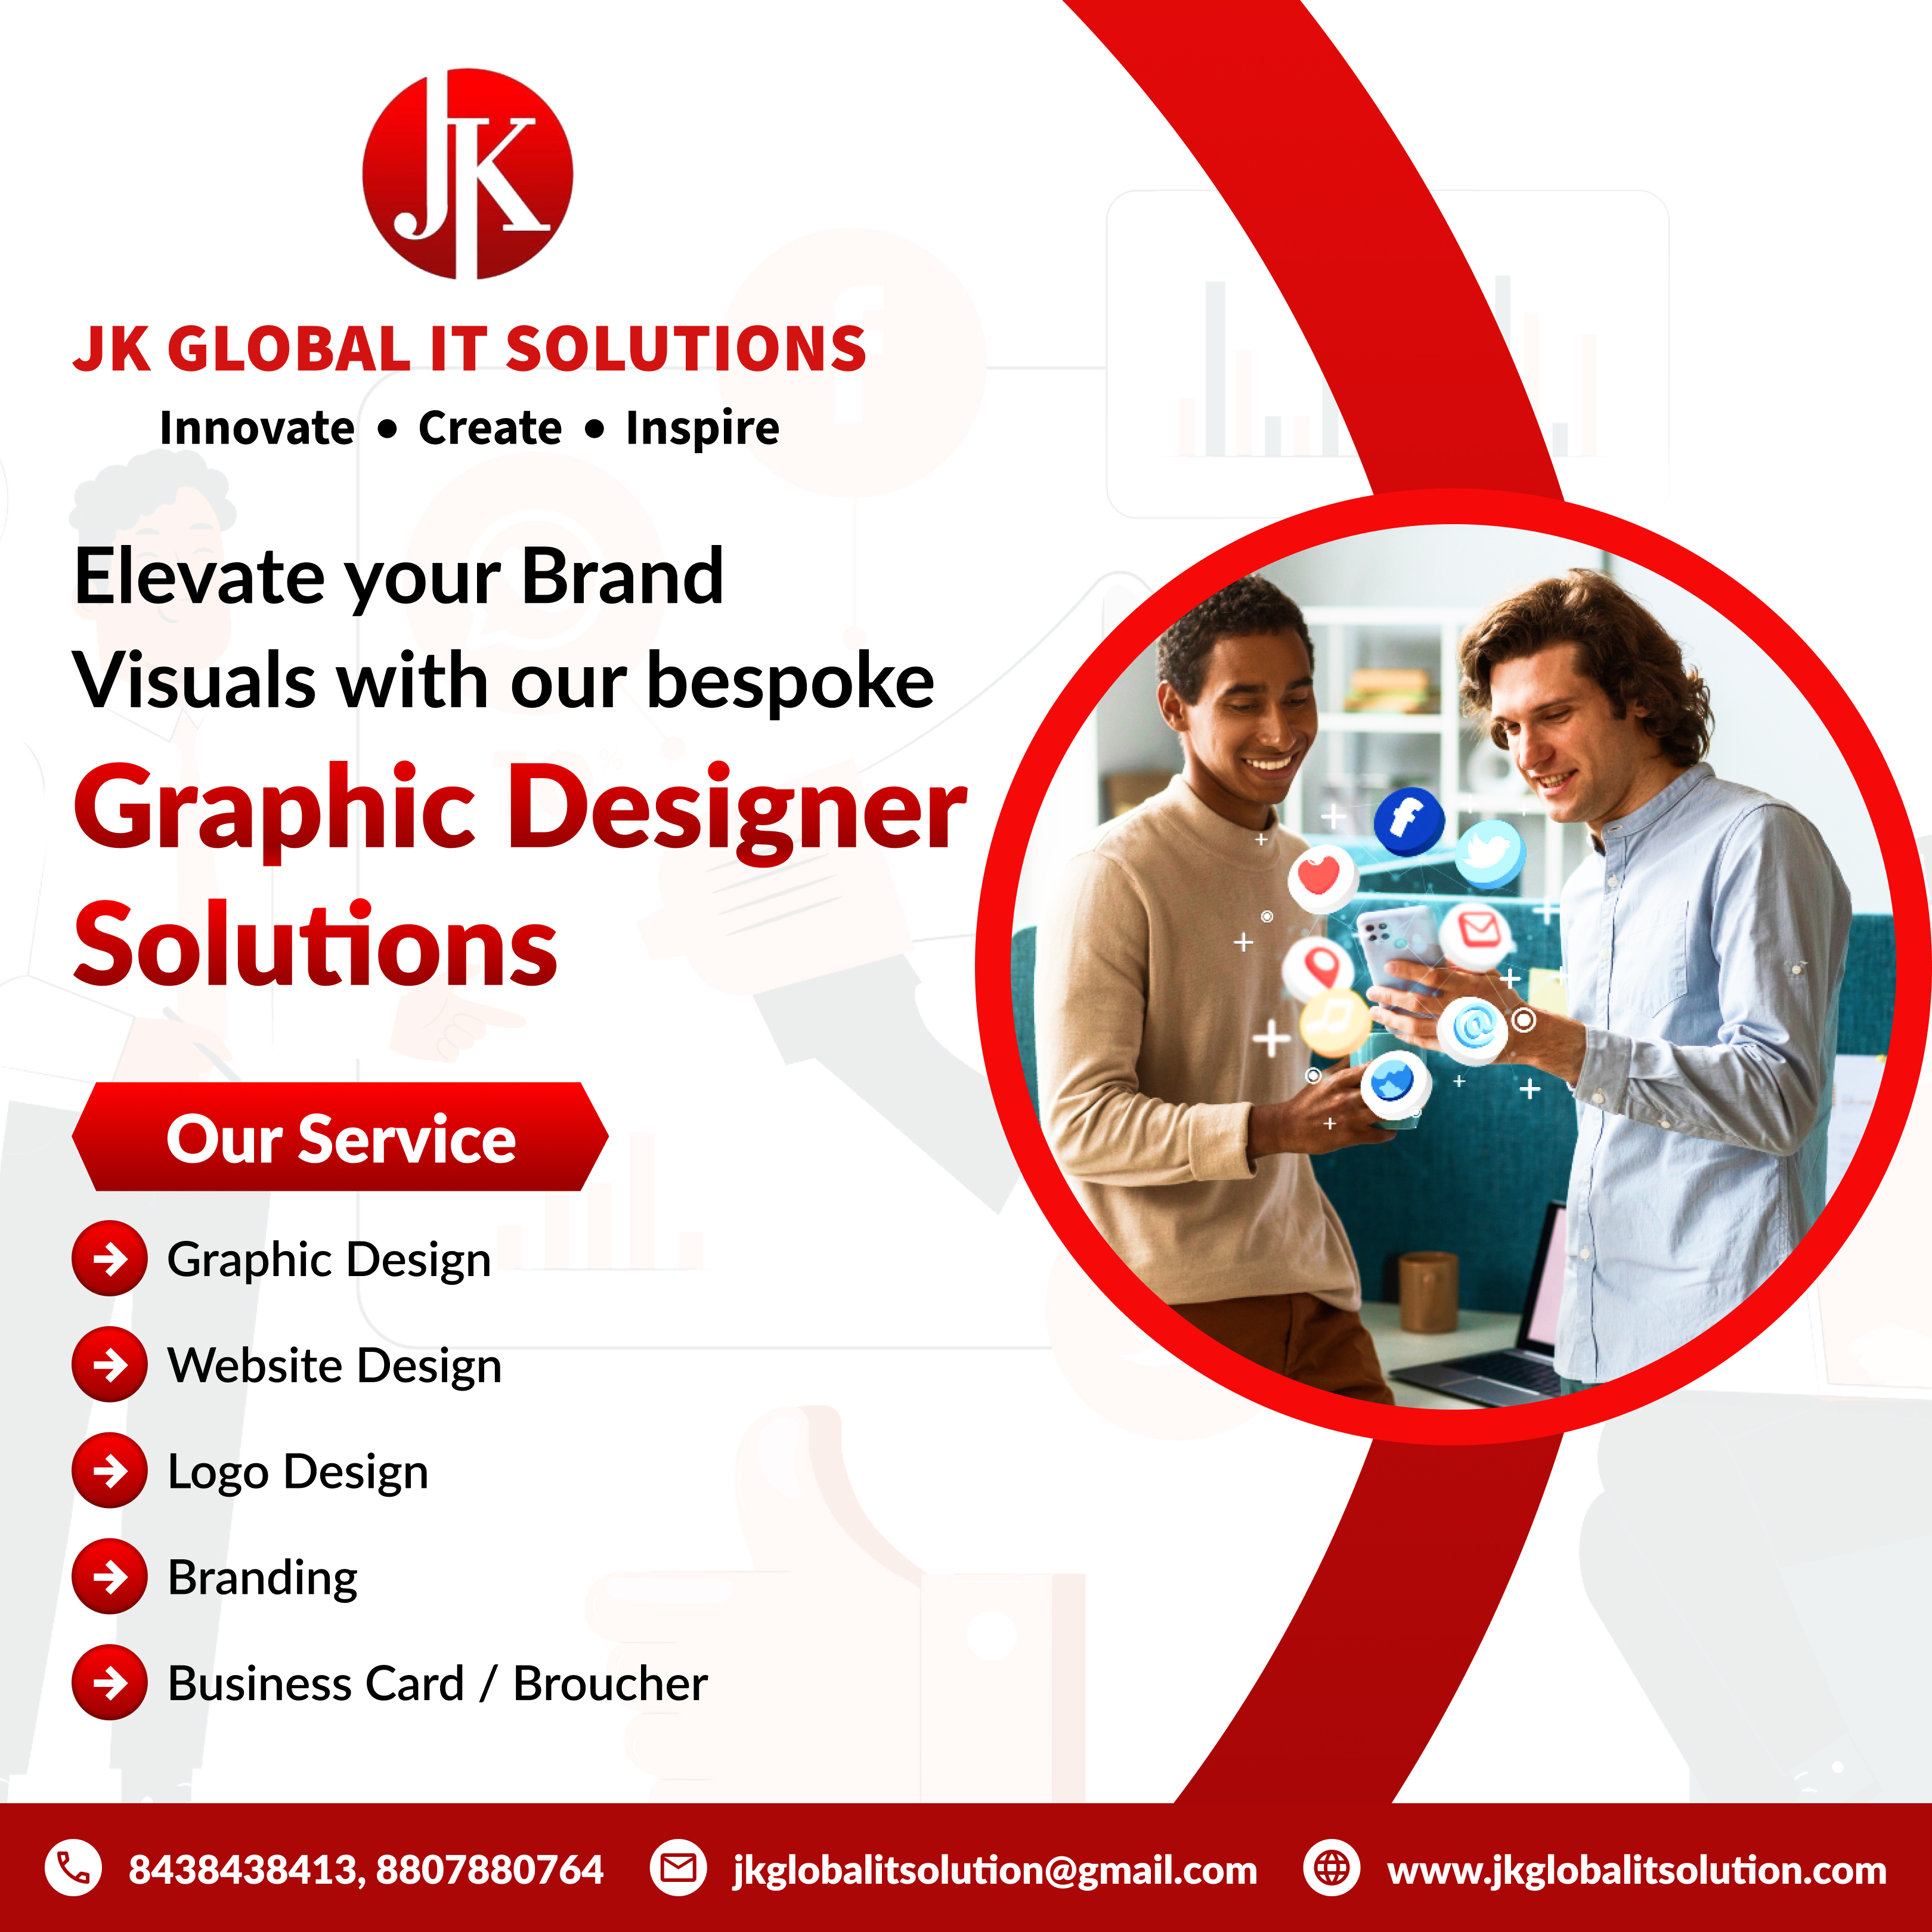 JK
JK GLOBAL IT SOLUTIONS
Innovate • Create • Inspire
Elevate your Brand
Visuals with our bespoke
Graphic Designer
Solutions
Our Service
Graphic Design
Website Design
Logo Design
Branding
Business Card / Broucher
8438438413, 8807880764
jkglobalitsolution@gmail.com
www.jkglobalitsolution.com